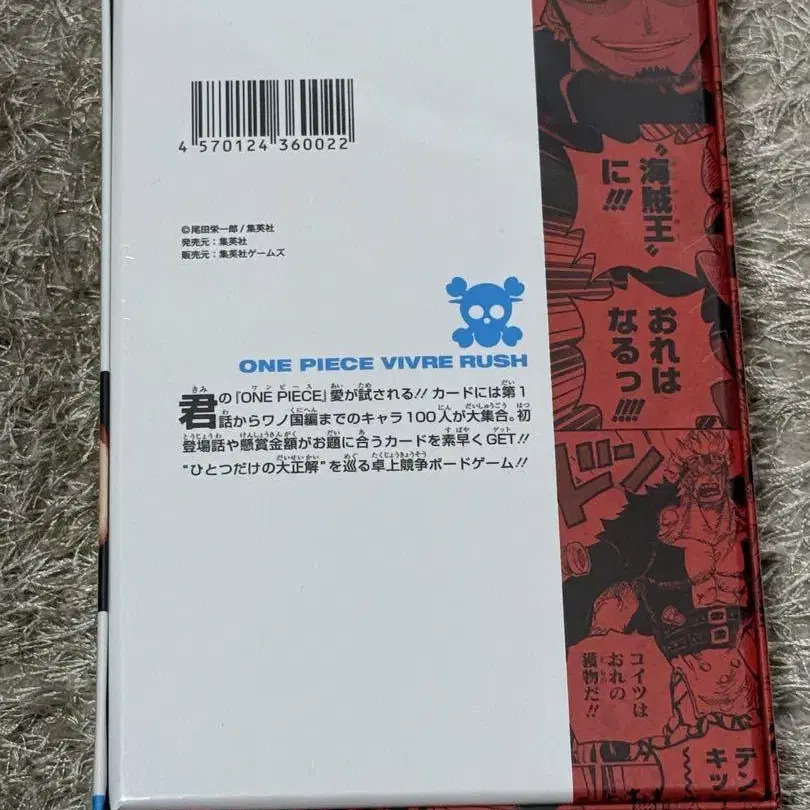 4 570124 360022
©尾田栄一郎/集英社
発売元:集英社
販売元:集英社ゲームズ
ONE PIECE VIVRE RUSH
君の『ONE PIECE』愛が試される!! カードには第1
話からワノ国編までのキャラ100人が大集合。初
登場話や懸賞金額がお題に合うカードを素早くGET!!
“ひとつだけの大正解”を巡る卓上競争ボードゲーム!!
“海賊王”
に!!!
おれは
なるっ
!!!!
ドン
コイツは
おれの
獲物だ!!
テン
キッ